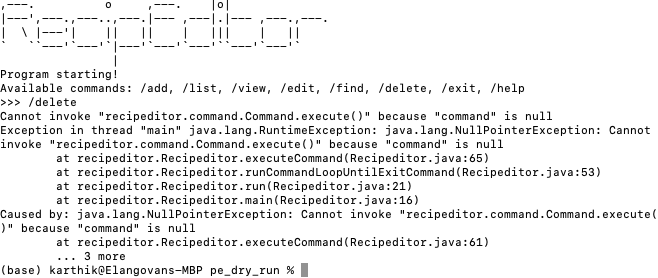 ,---.          o     ,---.     |o|
|---',---.,---..,---.|--- ,---|.|--- ,---.,---.
|  \ |---'|    ||   ||    |   |||    |   ||
`   ``---'`---'`|---'`---'`---'``---'`---'`
                |
Program starting!
Available commands: /add, /list, /view, /edit, /find, /delete, /exit, /help
>>> /delete
Cannot invoke "recipeditor.command.Command.execute()" because "command" is null
Exception in thread "main" java.lang.RuntimeException: java.lang.NullPointerException: Cannot
invoke "recipeditor.command.Command.execute()" because "command" is null
        at recipeditor.Recipeditor.executeCommand(Recipeditor.java:65)
        at recipeditor.Recipeditor.runCommandLoopUntilExitCommand(Recipeditor.java:53)
        at recipeditor.Recipeditor.run(Recipeditor.java:21)
        at recipeditor.Recipeditor.main(Recipeditor.java:16)
Caused by: java.lang.NullPointerException: Cannot invoke "recipeditor.command.Command.execute(
)" because "command" is null
        at recipeditor.Recipeditor.executeCommand(Recipeditor.java:61)
        ... 3 more
(base) karthik@Elangovans-MBP pe_dry_run %